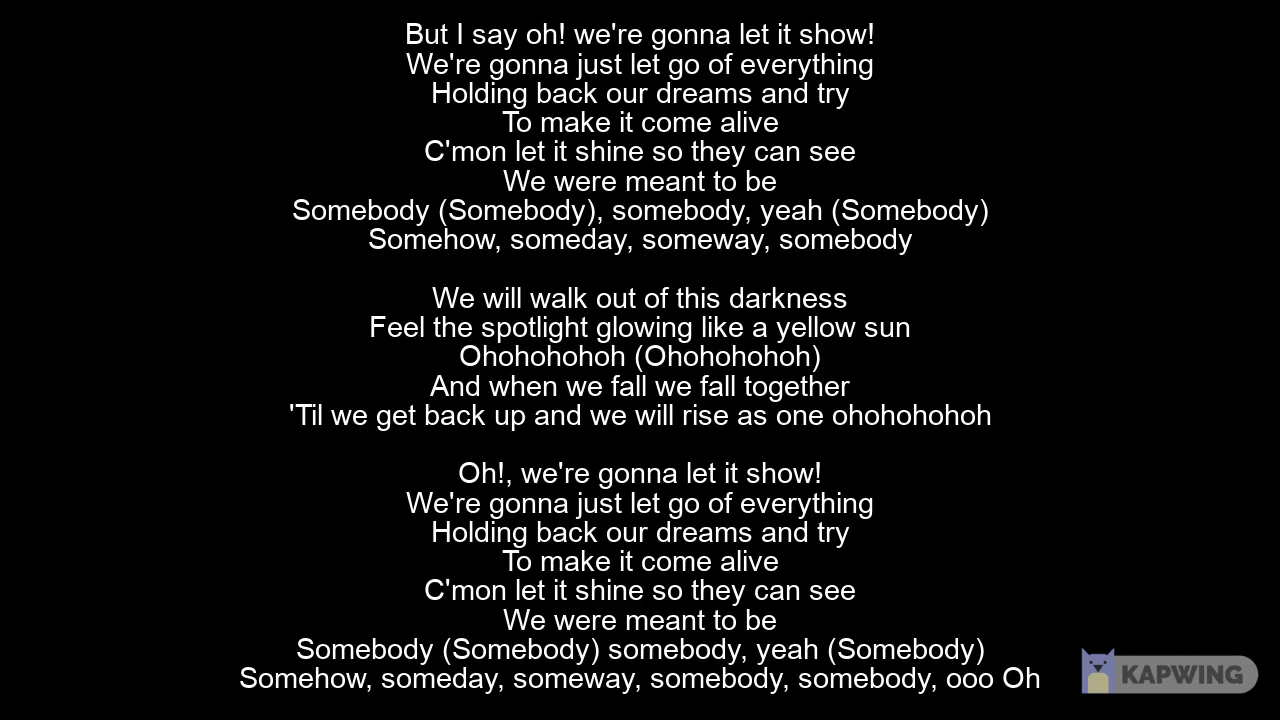 But I say oh! we're gonna let it show!
We're gonna just let go of everything
Holding back our dreams and try
To make it come alive
C'mon let it shine so they can see
We were meant to be
Somebody (Somebody), somebody, yeah (Somebody)
Somehow, someday, someway, somebody
We will walk out of this darkness
Feel the spotlight glowing like a yellow sun
Ohohohohoh (Ohohohohoh)
And when we fall we fall together
'Til we get back up and we will rise as one ohohohohoh
Oh!, we're gonna let it show!
We're gonna just let go of everything
Holding back our dreams and try
To make it come alive
C'mon let it shine so they can see
We were meant to be
Somebody (Somebody) somebody, yeah (Somebody)
Somehow, someday, someway, somebody, somebody, ooo Oh
KAPWING